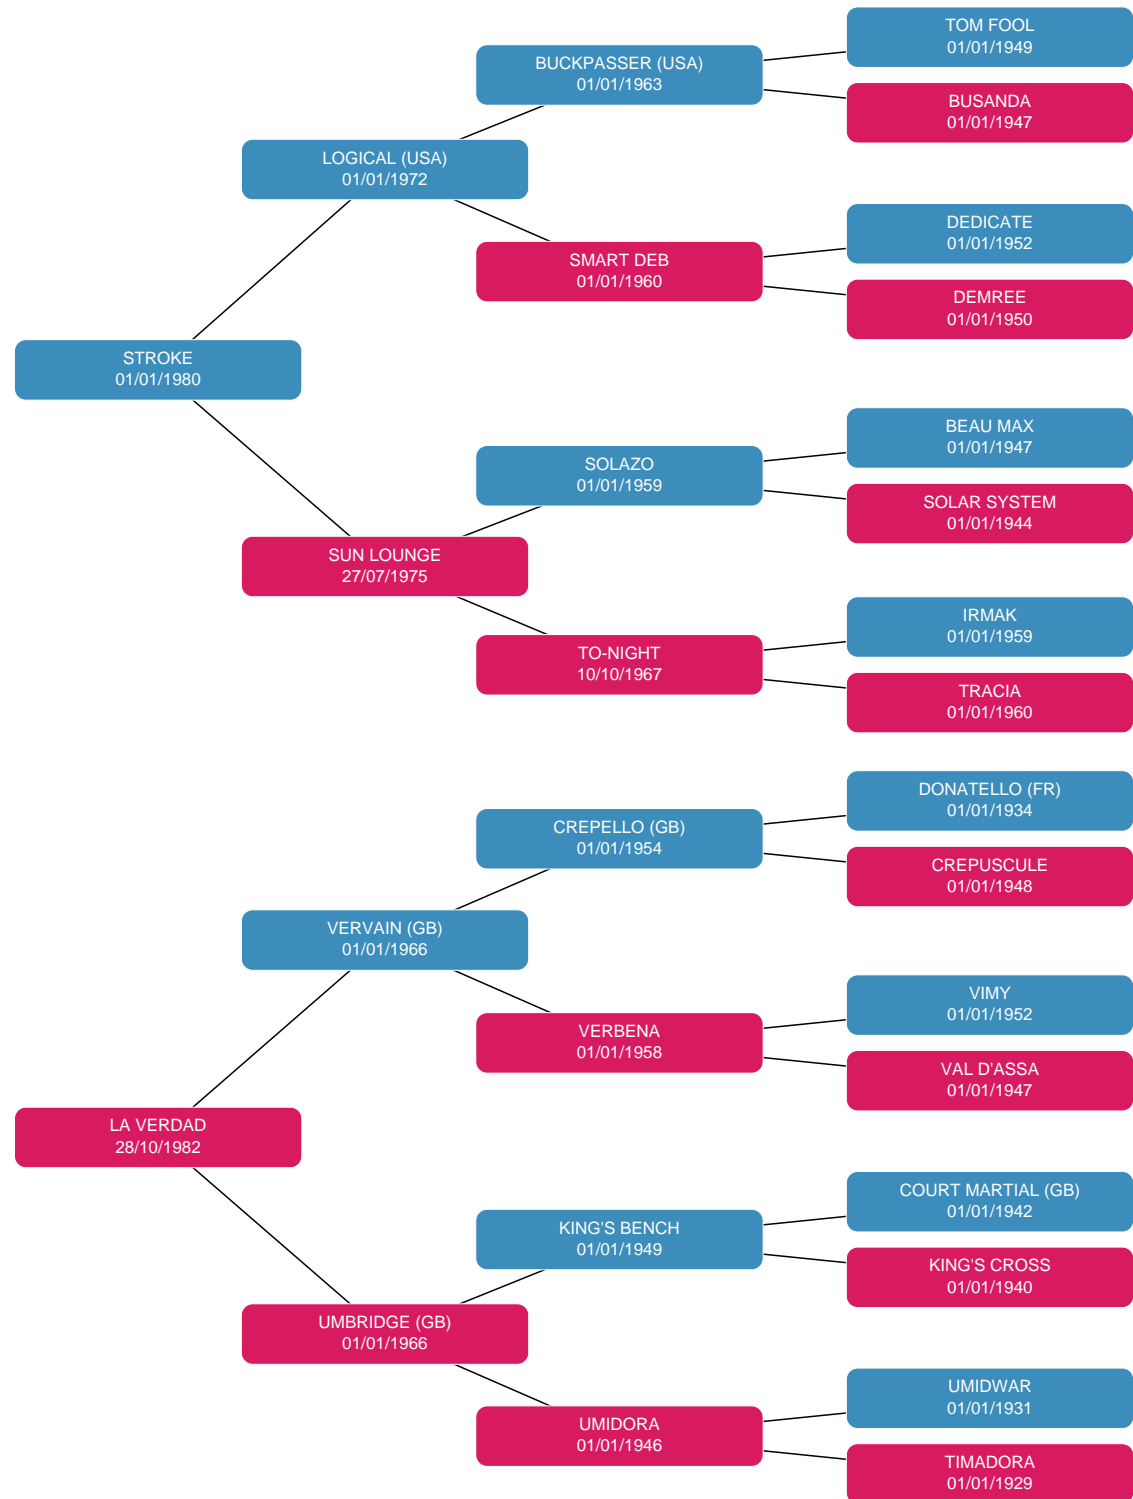 TOM FOOL
01/01/1949
BUCKPASSER (USA)
01/01/1963
BUSANDA
01/01/1947
LOGICAL (USA)
01/01/1972
DEDICATE
01/01/1952
SMART DEB
01/01/1960
DEMREE
01/01/1950
STROKE
01/01/1980
BEAU MAX
01/01/1947
SOLAZO
01/01/1959
SOLAR SYSTEM
01/01/1944
SUN LOUNGE
27/07/1975
IRMAK
01/01/1959
TO-NIGHT
10/10/1967
TRACIA
01/01/1960
DONATELLO (FR)
01/01/1934
CREPELLO (GB)
01/01/1954
CREPUSCULE
01/01/1948
VERVAIN (GB)
01/01/1966
VIMY
01/01/1952
VERBENA
01/01/1958
VAL D'ASSA
01/01/1947
LA VERDAD
28/10/1982
COURT MARTIAL (GB)
01/01/1942
KING'S BENCH
01/01/1949
KING'S CROSS
01/01/1940
UMBRIDGE (GB)
01/01/1966
UMIDWAR
01/01/1931
UMIDORA
01/01/1946
TIMADORA
01/01/1929